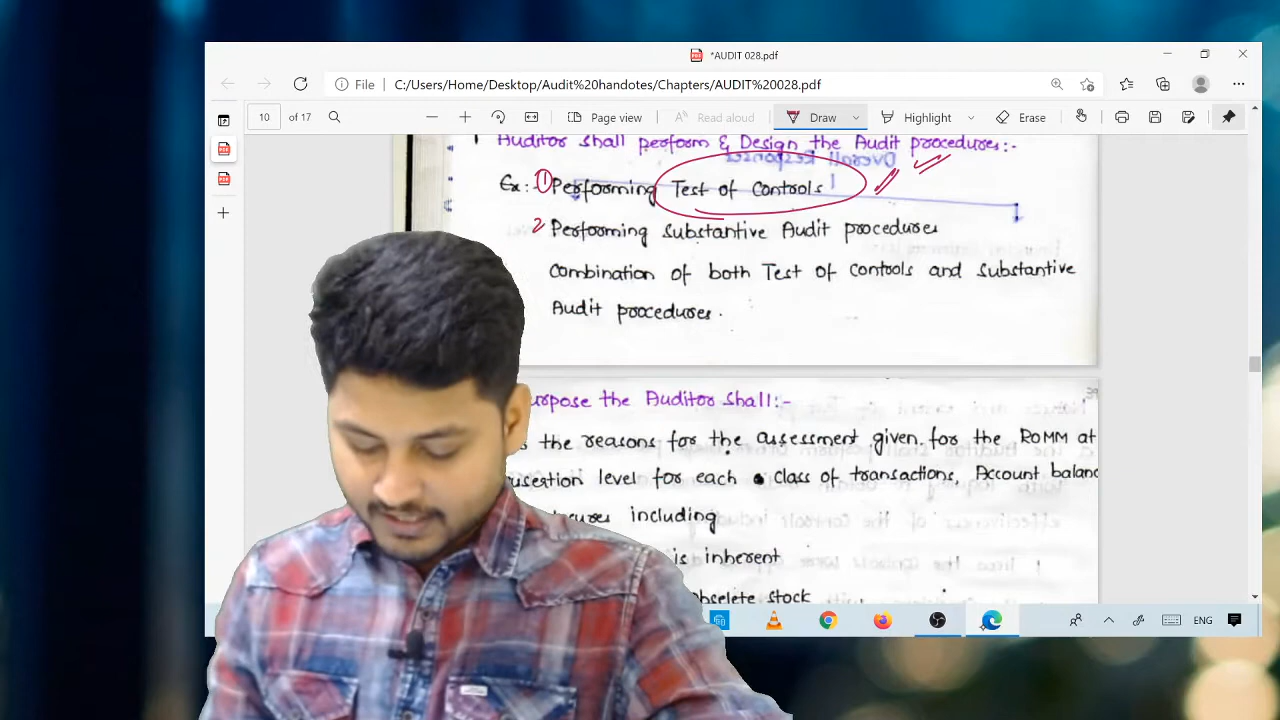 *AUDIT 028.pdf
File C:/Users/Home/Desktop/Audit%20handotes/Chapters/AUDIT%20028.pdf
10 of 17 Page view Read aloud Draw Highlight Erase
Auditor shall perform & Design the Audit procedures:-
Overall Response
Ex:- 1 Performing Test of Controls
2 Performing substantive Audit procedures
Combination of both Test of Controls and substantive
Audit procedures.
urpose the Auditor shall:-
the reasons for the assessment given for the ROMM at
level for each class of transactions, Account balanc
including
is inherent
obselete stock
ENG